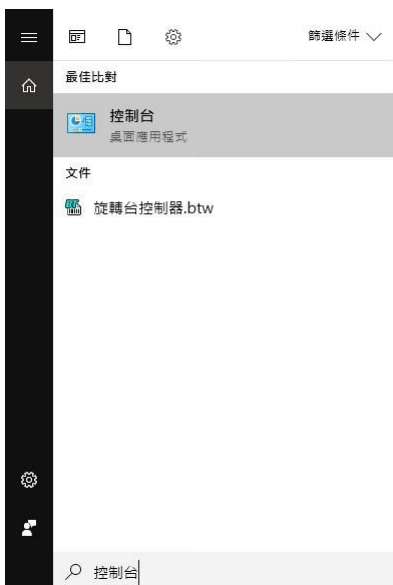 篩選條件
最佳比對
控制台
桌面應用程式
文件
旋轉台控制器.btw
控制台